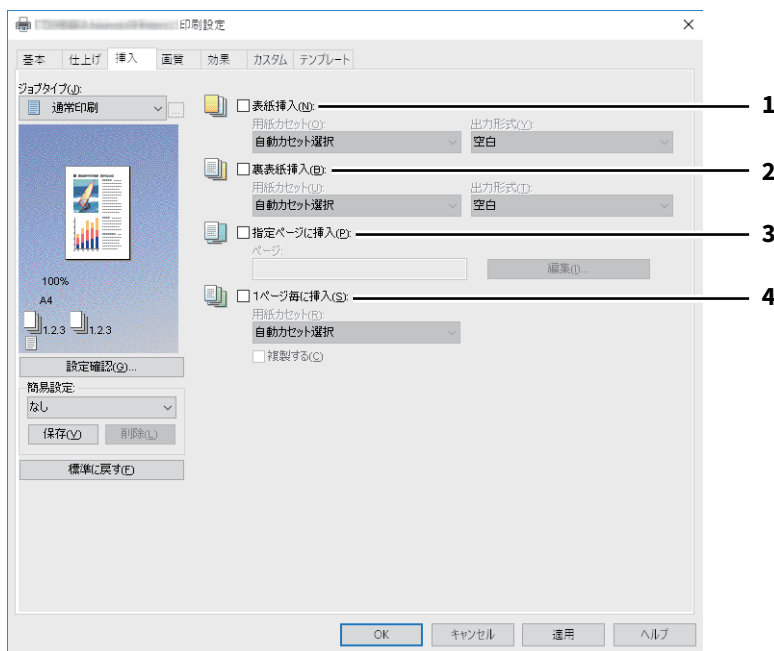 印刷設定
基本 仕上げ 挿入 画質 効果 カスタム テンプレート
ジョブタイプ(J):
通常印刷
...
100%
A4
1.2.3 1.2.3
設定確認(G)...
簡易設定:
なし
保存(V) 削除(L)
標準に戻す(F)
表紙挿入(N): 1
用紙カセット(O): 出力形式(Y):
自動カセット選択 空白
裏表紙挿入(B): 2
用紙カセット(U): 出力形式(T):
自動カセット選択 空白
指定ページに挿入(P): 3
ページ:
編集(I)...
1ページ毎に挿入(S): 4
用紙カセット(R):
自動カセット選択
複製する(C)
OK キャンセル 適用 ヘルプ